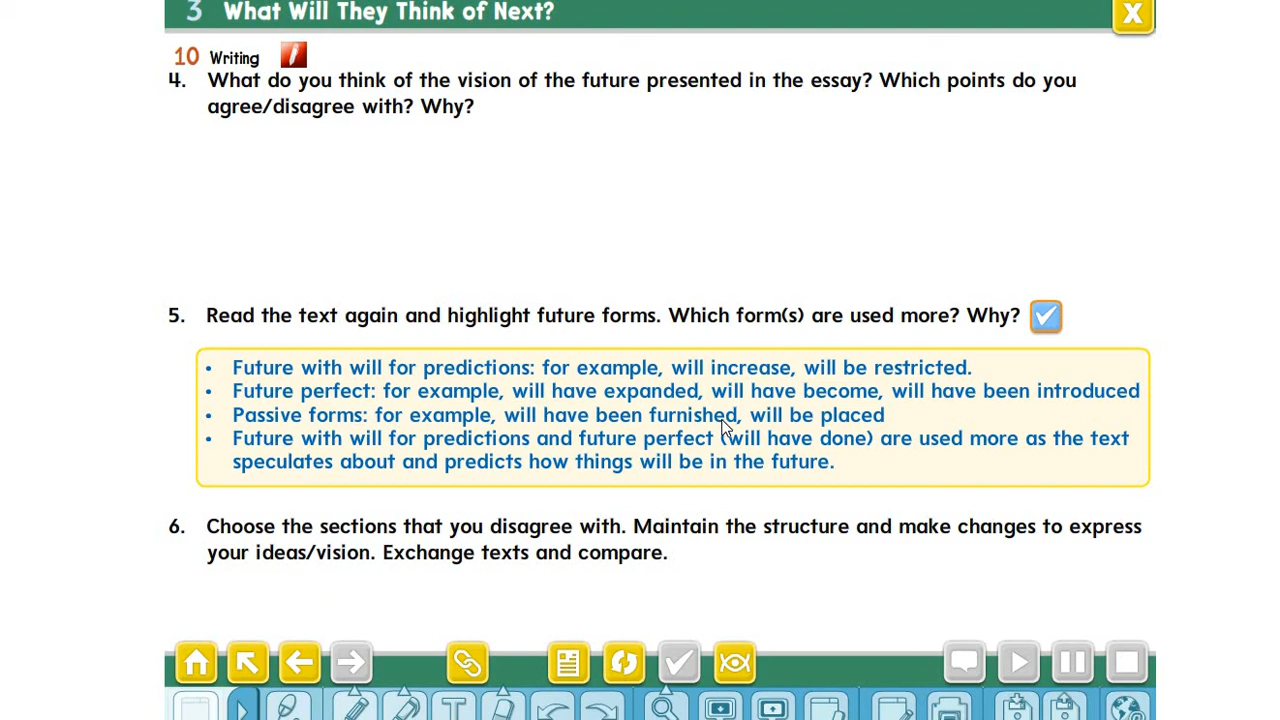 3 What Will They Think of Next?
X
10 Writing
4. What do you think of the vision of the future presented in the essay? Which points do you
agree/disagree with? Why?
5. Read the text again and highlight future forms. Which form(s) are used more? Why?
• Future with will for predictions: for example, will increase, will be restricted.
• Future perfect: for example, will have expanded, will have become, will have been introduced
• Passive forms: for example, will have been furnished, will be placed
• Future with will for predictions and future perfect (will have done) are used more as the text
speculates about and predicts how things will be in the future.
6. Choose the sections that you disagree with. Maintain the structure and make changes to express
your ideas/vision. Exchange texts and compare.
T